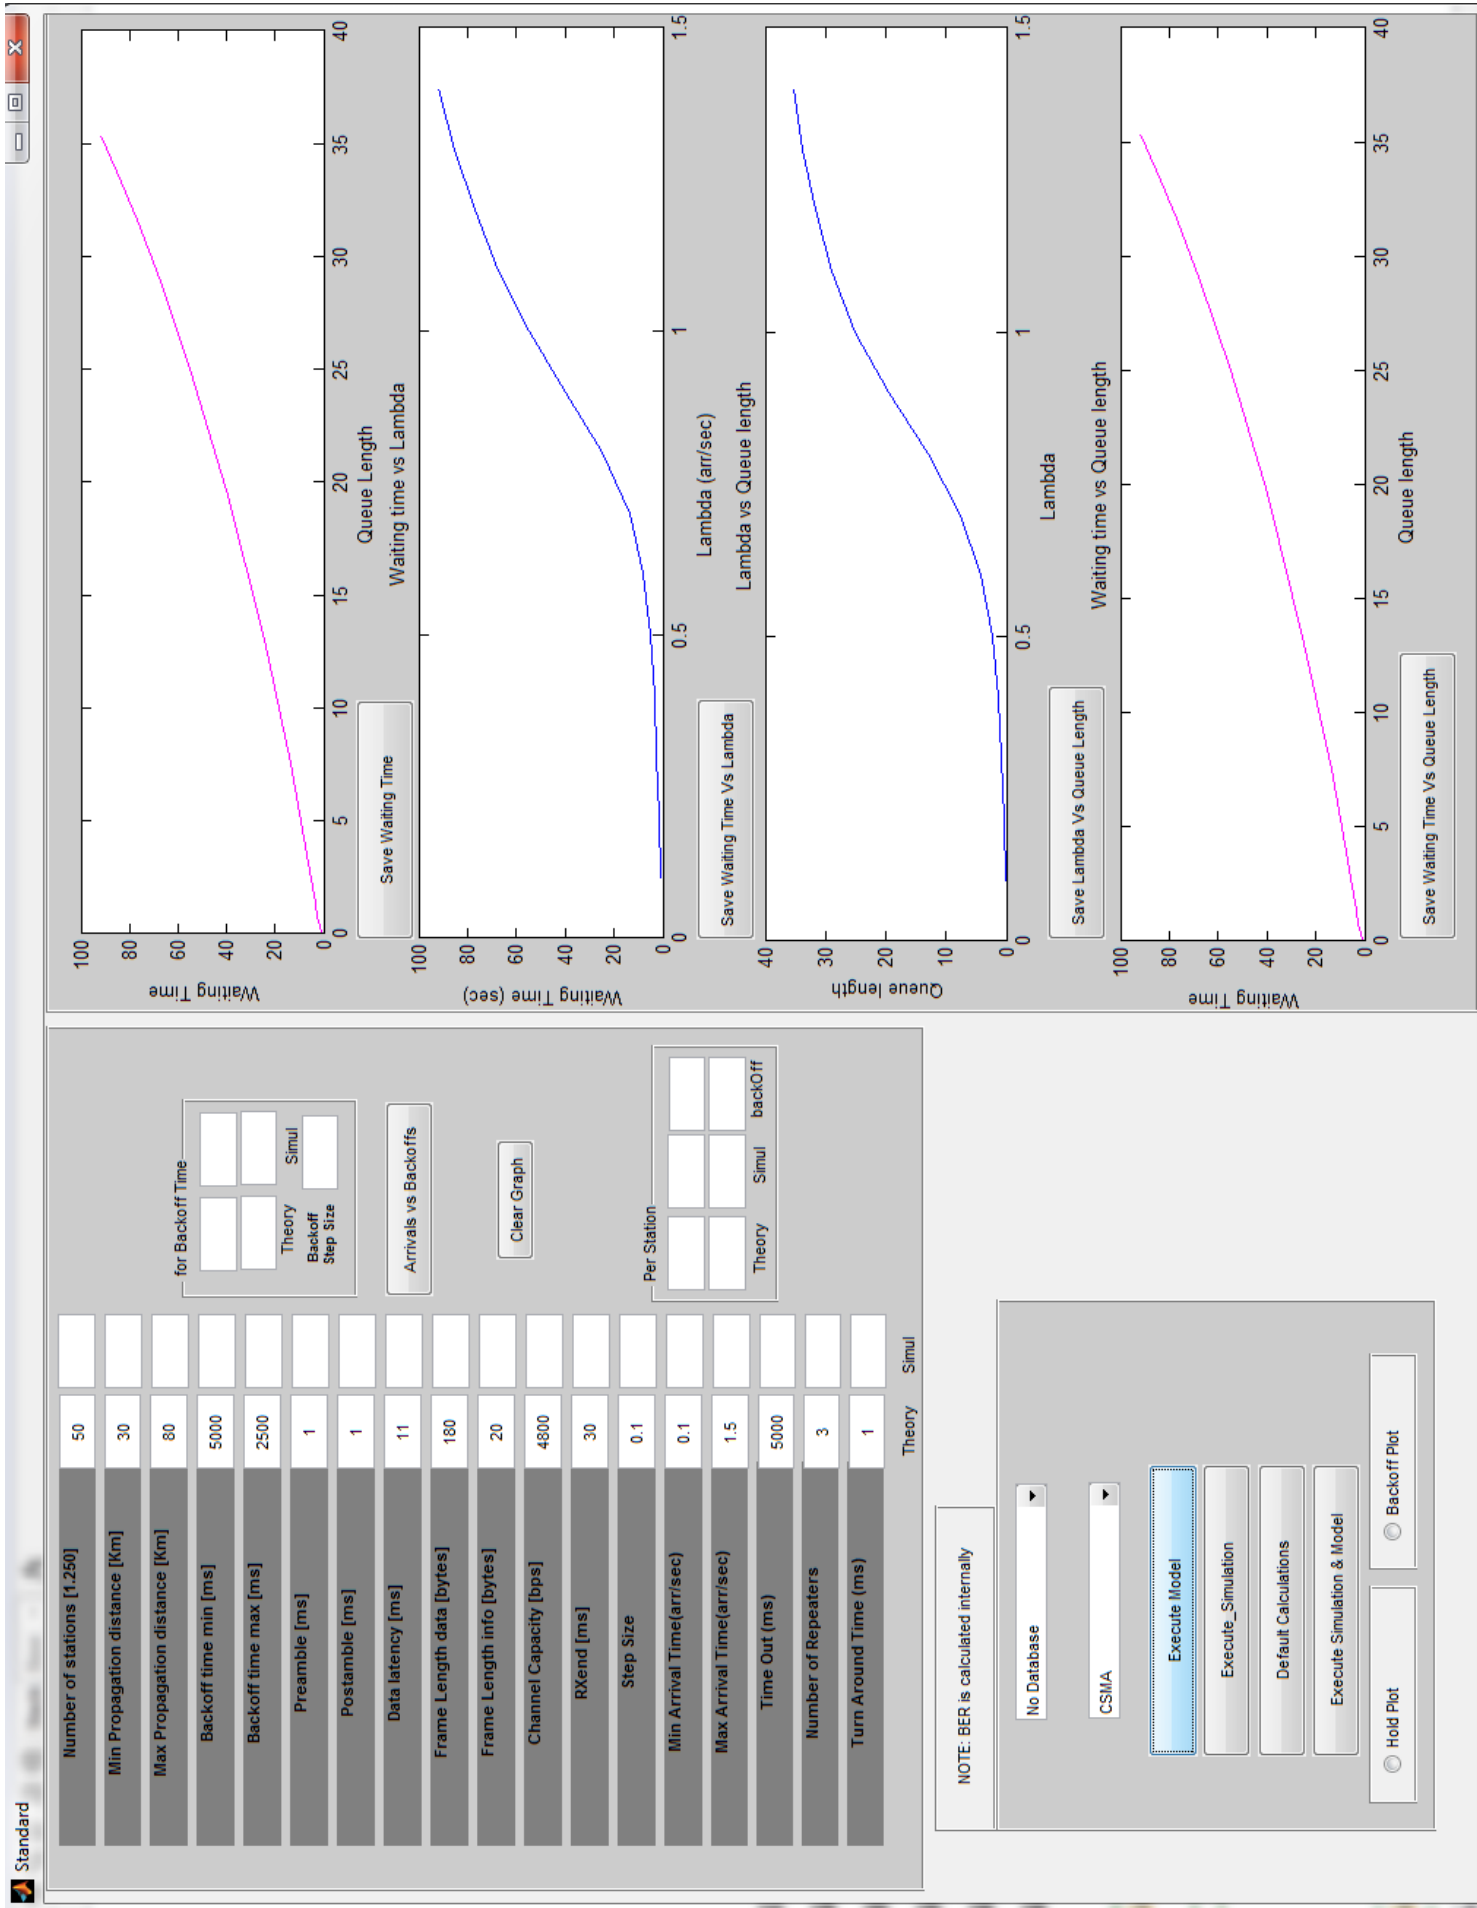 Standard
Number of stations [1.250] 50
Min Propagation distance [Km] 30
Max Propagation distance [Km] 80
Backoff time min [ms] 5000
Backoff time max [ms] 2500
Preamble [ms] 1
Postamble [ms] 1
Data latency [ms] 11
Frame Length data [bytes] 180
Frame Length info [bytes] 20
Channel Capacity [bps] 4800
RXend [ms] 30
Step Size 0.1
Min Arrival Time(arr/sec) 0.1
Max Arrival Time(arr/sec) 1.5
Time Out (ms) 5000
Number of Repeaters 3
Turn Around Time (ms) 1
Theory Simul
for Backoff Time
Theory Simul
Backoff
Step Size
Arrivals vs Backoffs
Clear Graph
Per Station
Theory Simul backOff
NOTE: BER is calculated internally
No Database
CSMA
Execute Model
Execute_Simulation
Default Calculations
Execute Simulation & Model
Hold Plot Backoff Plot
Waiting Time
100
80
60
40
20
0
0 5 10 15 20 25 30 35 40
Queue Length
Save Waiting Time
Waiting time vs Lambda
Waiting Time (sec)
100
80
60
40
20
0
0 0.5 1 1.5
Lambda (arr/sec)
Save Waiting Time Vs Lambda
Lambda vs Queue length
Queue length
40
30
20
10
0
0 0.5 1 1.5
Lambda
Save Lambda Vs Queue Length
Waiting time vs Queue length
Waiting Time
100
80
60
40
20
0
0 5 10 15 20 25 30 35 40
Queue length
Save Waiting Time Vs Queue Length